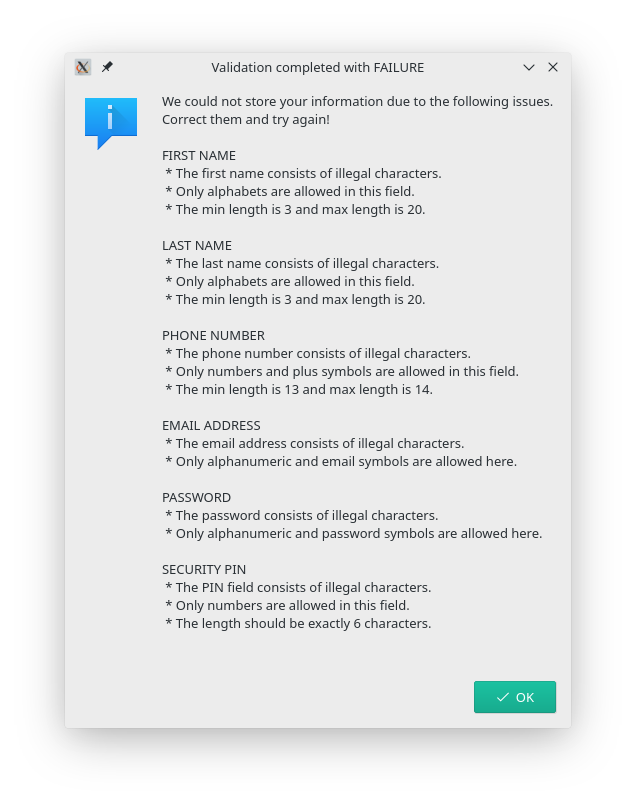 Validation completed with FAILURE
We could not store your information due to the following issues.
Correct them and try again!
FIRST NAME
* The first name consists of illegal characters.
* Only alphabets are allowed in this field.
* The min length is 3 and max length is 20.
LAST NAME
* The last name consists of illegal characters.
* Only alphabets are allowed in this field.
* The min length is 3 and max length is 20.
PHONE NUMBER
* The phone number consists of illegal characters.
* Only numbers and plus symbols are allowed in this field.
* The min length is 13 and max length is 14.
EMAIL ADDRESS
* The email address consists of illegal characters.
* Only alphanumeric and email symbols are allowed here.
PASSWORD
* The password consists of illegal characters.
* Only alphanumeric and password symbols are allowed here.
SECURITY PIN
* The PIN field consists of illegal characters.
* Only numbers are allowed in this field.
* The length should be exactly 6 characters.
OK